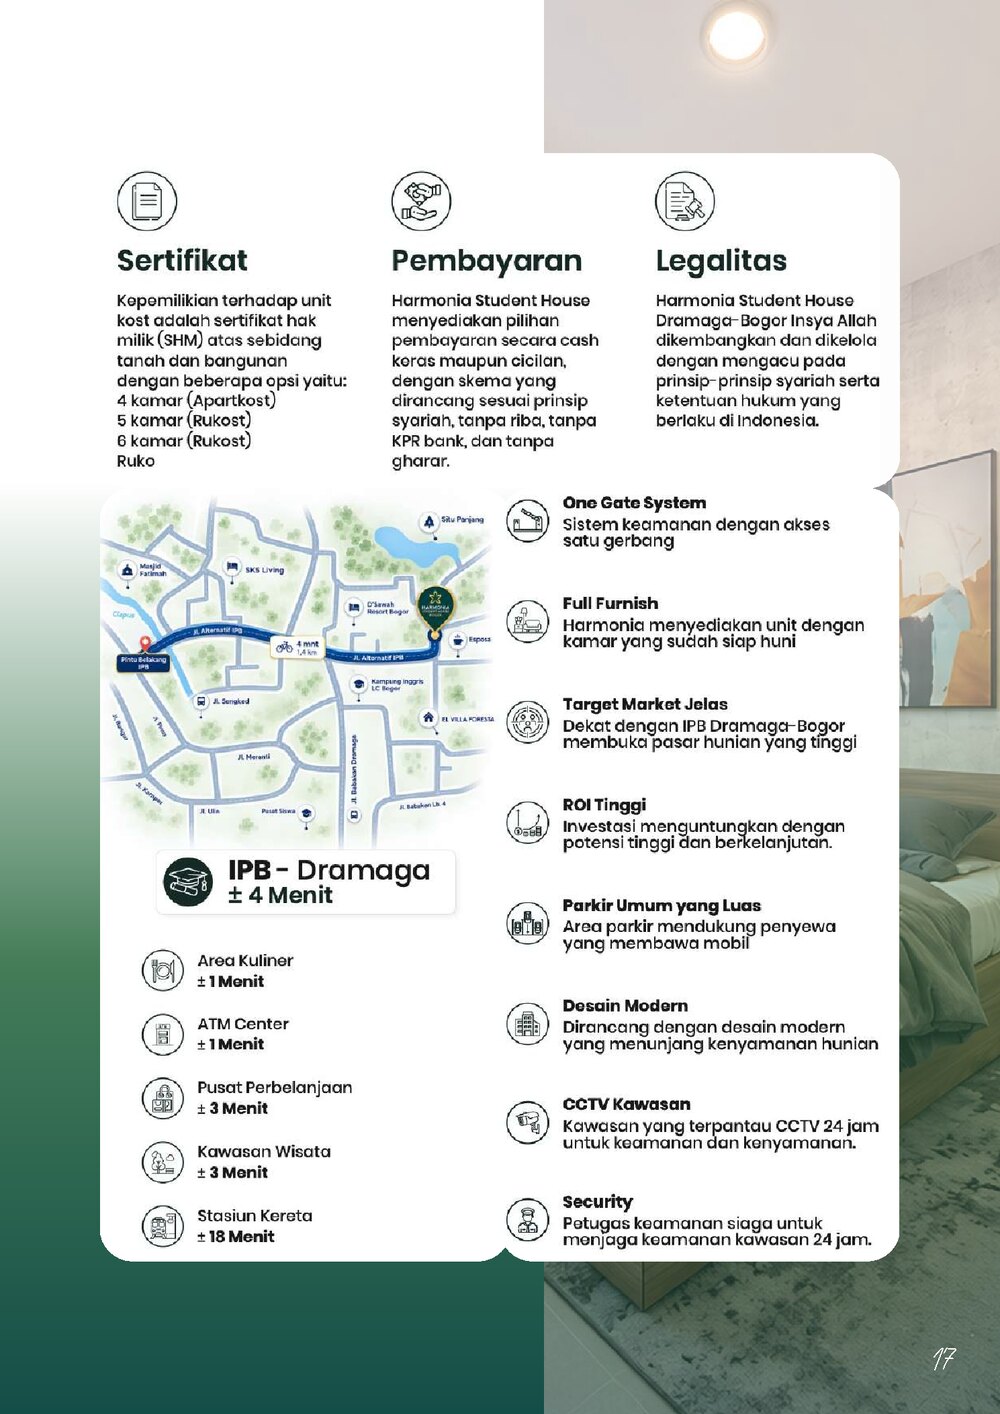 Sertifikat
Kepemilikian terhadap unit
kost adalah sertifikat hak
milik (SHM) atas sebidang
tanah dan bangunan
dengan beberapa opsi yaitu:
4 kamar (Apartkost)
5 kamar (Rukost)
6 kamar (Rukost)
Ruko
Pembayaran
Harmonia Student House
menyediakan pilihan
pembayaran secara cash
keras maupun cicilan,
dengan skema yang
dirancang sesuai prinsip
syariah, tanpa riba, tanpa
KPR bank, dan tanpa
gharar.
Legalitas
Harmonia Student House
Dramaga-Bogor Insya Allah
dikembangkan dan dikelola
dengan mengacu pada
prinsip-prinsip syariah serta
ketentuan hukum yang
berlaku di Indonesia.
Situ Panjang
Masjid
Fatimah
SKS Living
Ciapus
D'Sawah
Resort Bogor
HARMONIA
Jl. Alternatif IPB
4 mnt
1,4 km
Jl. Alternatif IPB
Espasa
Pintu Belakang
IPB
Kampung Inggris
LC Bogor
Jl. Sengked
EL VILLA FORESTA
Jl. Bungur
Jl. Pinus
Jl. Meranti
Jl. Babakan Dramaga
Jl. Kamper
Jl. Ulin
Pusat Siswa
Jl. Babakan Lb. 4
IPB - Dramaga
± 4 Menit
Area Kuliner
± 1 Menit
ATM Center
± 1 Menit
Pusat Perbelanjaan
± 3 Menit
Kawasan Wisata
± 3 Menit
Stasiun Kereta
± 18 Menit
One Gate System
Sistem keamanan dengan akses
satu gerbang
Full Furnish
Harmonia menyediakan unit dengan
kamar yang sudah siap huni
Target Market Jelas
Dekat dengan IPB Dramaga-Bogor
membuka pasar hunian yang tinggi
ROI Tinggi
Investasi menguntungkan dengan
potensi tinggi dan berkelanjutan.
Parkir Umum yang Luas
Area parkir mendukung penyewa
yang membawa mobil
Desain Modern
Dirancang dengan desain modern
yang menunjang kenyamanan hunian
CCTV Kawasan
Kawasan yang terpantau CCTV 24 jam
untuk keamanan dan kenyamanan.
Security
Petugas keamanan siaga untuk
menjaga keamanan kawasan 24 jam.
17